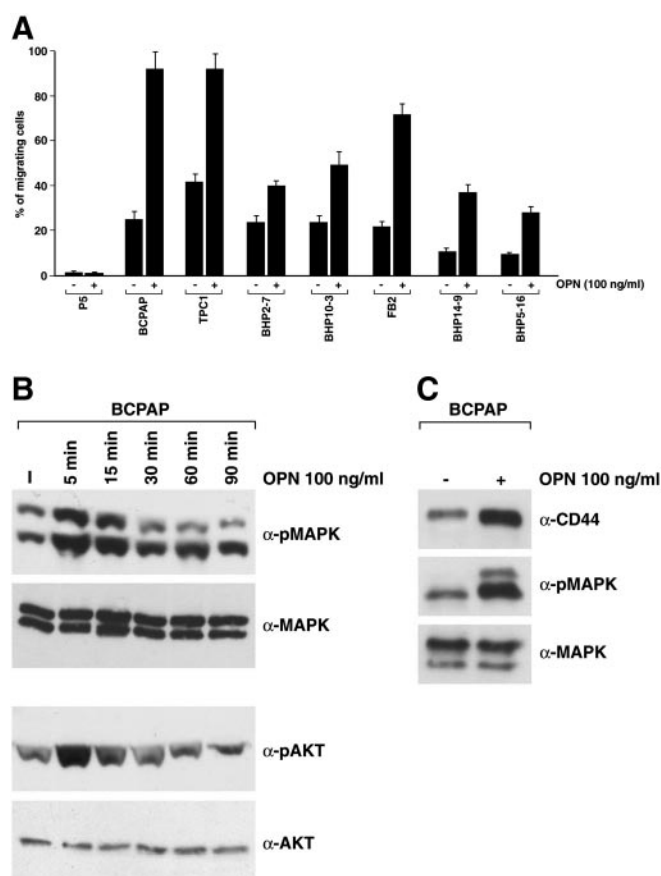 A
100
80
60
40
20
0
% of migrating cells
- + - + - + - + - + - + - + - +
OPN (100 ng/ml)
P5
BCPAP
TPC1
BHP2-7
BHP10-3
FB2
BHP14-9
BHP5-16
B
BCPAP
- 5 min 15 min 30 min 60 min 90 min OPN 100 ng/ml
α-pMAPK
α-MAPK
α-pAKT
α-AKT
C
BCPAP
- + OPN 100 ng/ml
α-CD44
α-pMAPK
α-MAPK